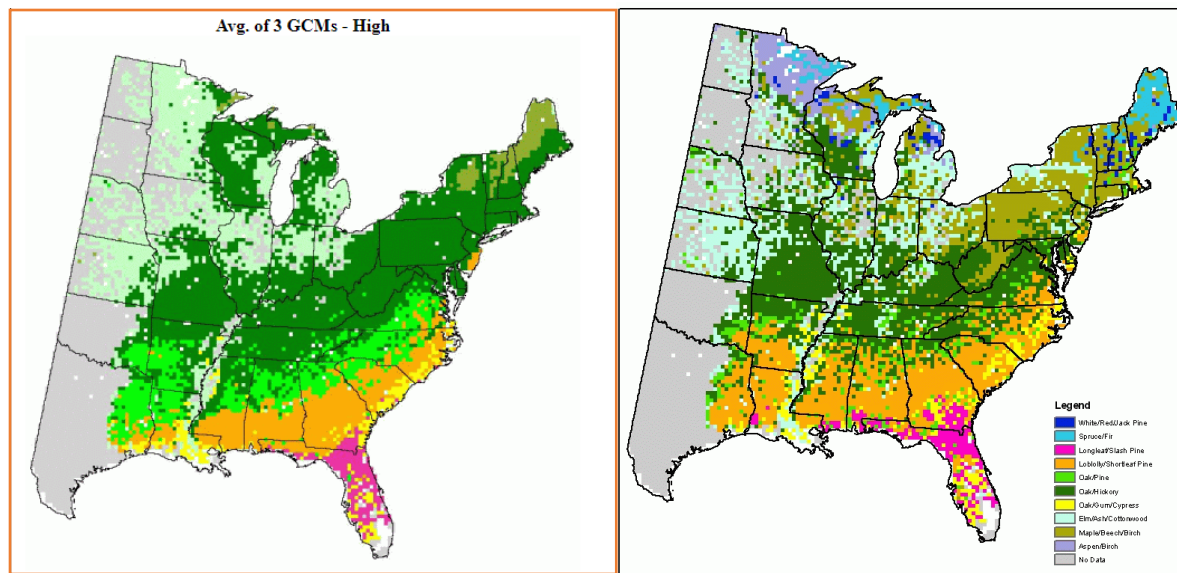 Avg. of 3 GCMs - High
Legend
White/Red/Jack Pine
Spruce/Fir
Longleaf/Slash Pine
Loblolly/Shortleaf Pine
Oak/Pine
Oak/Hickory
Oak/Gum/Cypress
Elm/Ash/Cottonwood
Maple/Beech/Birch
Aspen/Birch
No Data